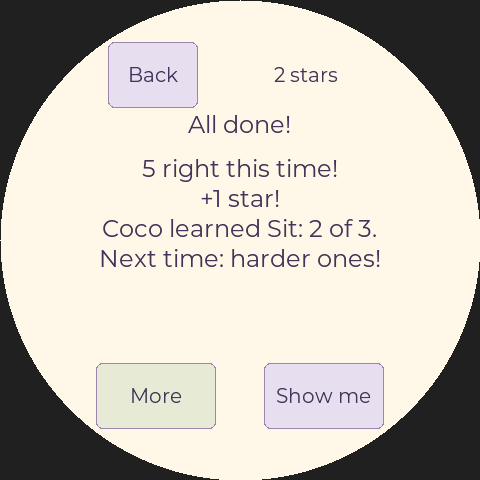 Back
2 stars
All done!
5 right this time!
+1 star!
Coco learned Sit: 2 of 3.
Next time: harder ones!
More
Show me